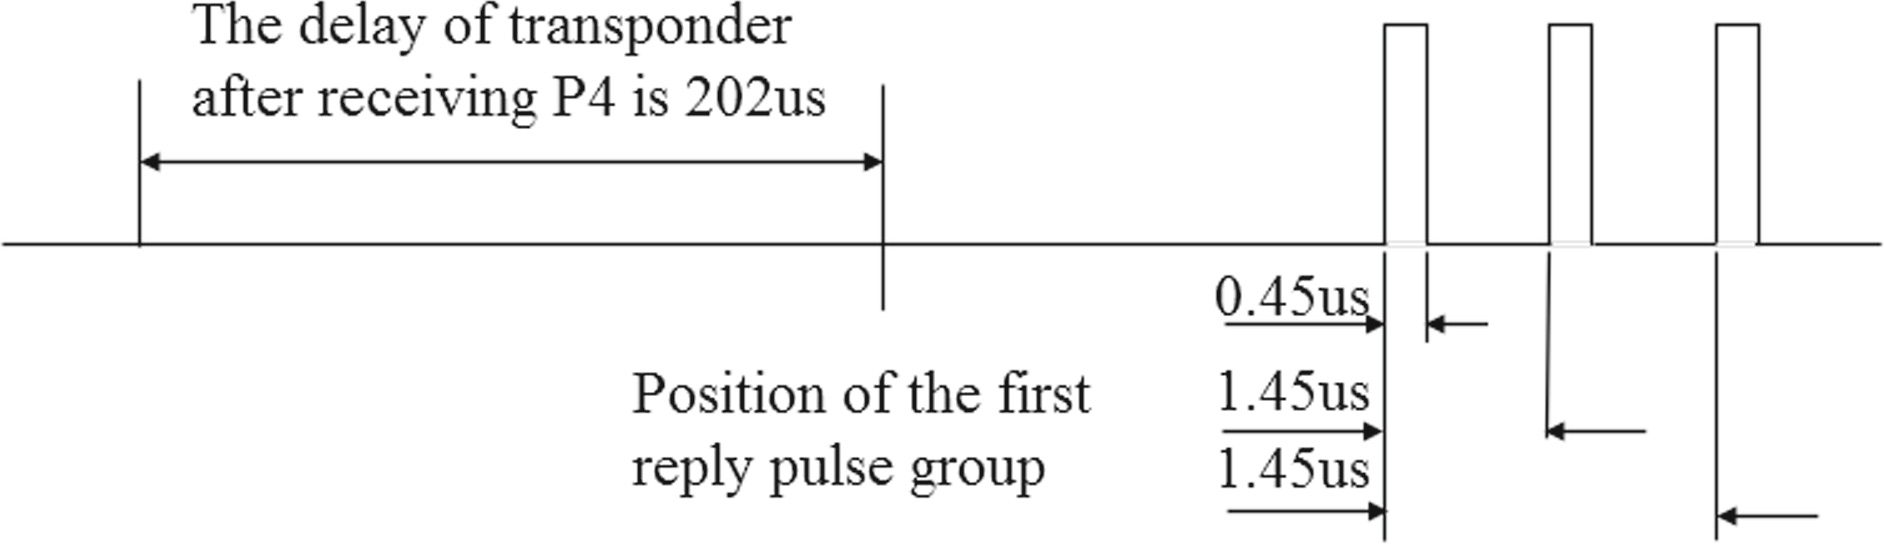 The delay of transponder
after receiving P4 is 202us
0.45us
Position of the first
reply pulse group
1.45us
1.45us